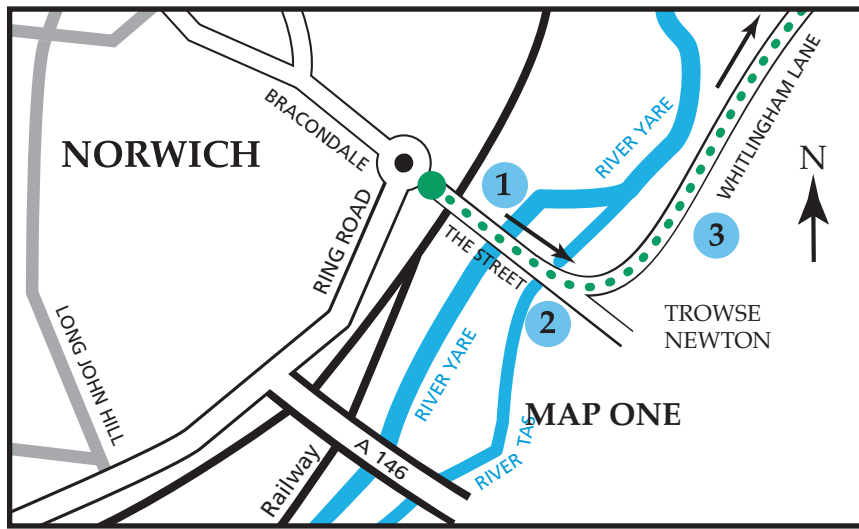 BRACONDALE
NORWICH
RING ROAD
LONG JOHN HILL
1
THE STREET
RIVER YARE
WHITLINGHAM LANE
N
3
2
TROWSE
NEWTON
RIVER YARE
MAP ONE
RIVER TAS
A 146
Railway